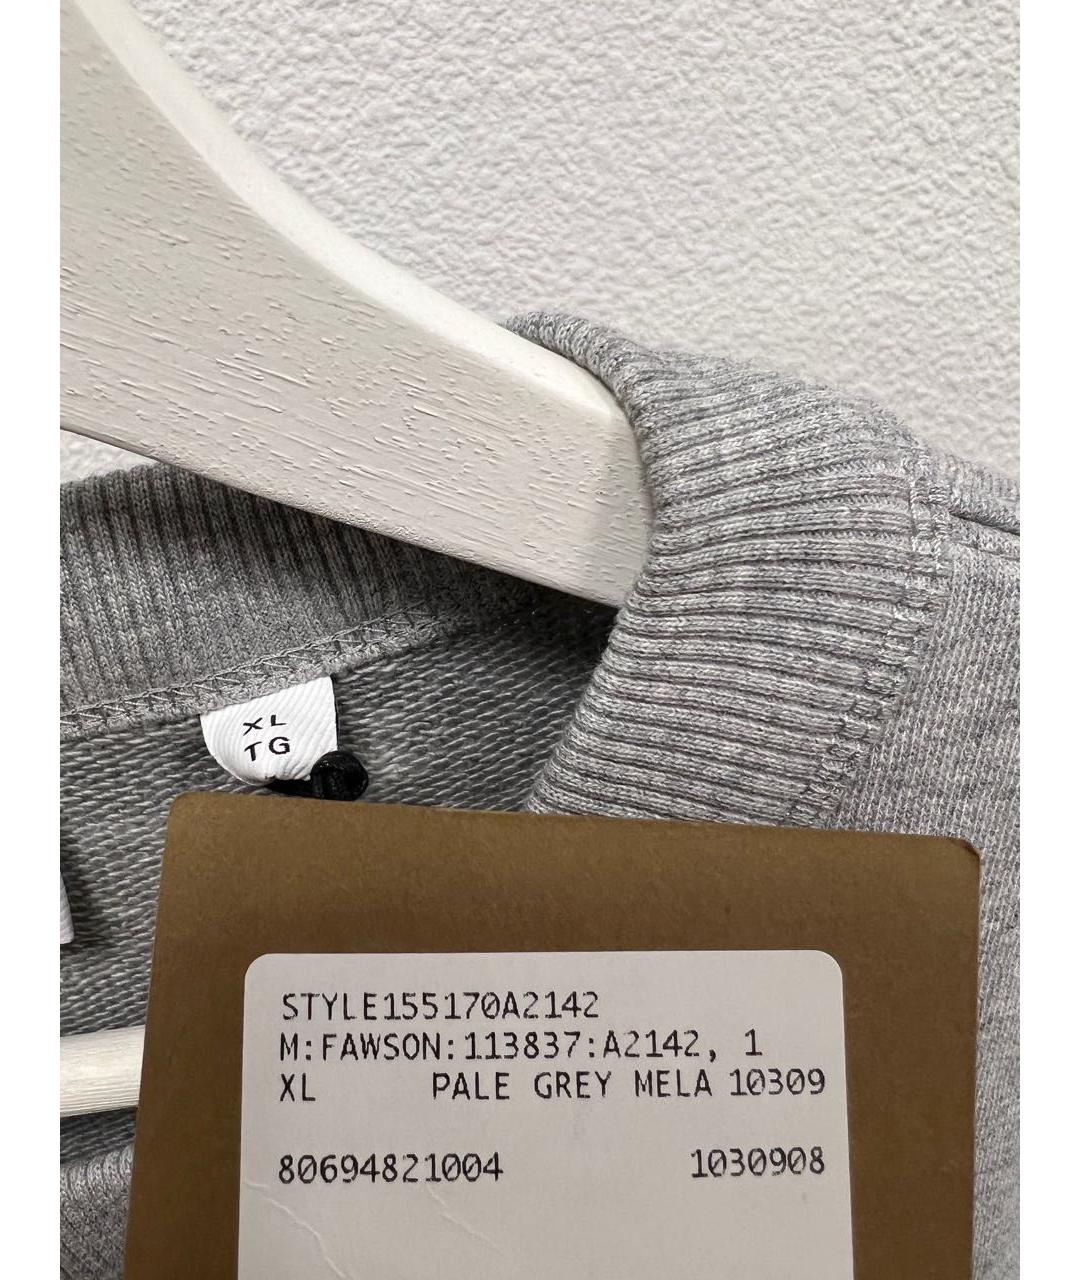 XL
TG
STYLE155170A2142
M:FAWSON:113837:A2142, 1
XL PALE GREY MELA 10309
80694821004 1030908